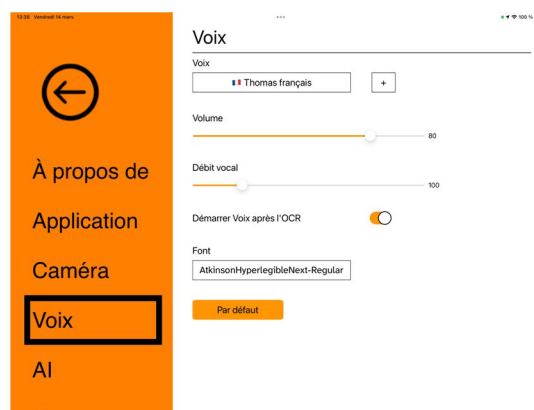 13:38 Vendredi 14 mars
100 %
À propos de
Application
Caméra
Voix
AI
Voix
Voix
Thomas français
+
Volume
80
Débit vocal
100
Démarrer Voix après l'OCR
Font
AtkinsonHyperlegibleNext-Regular
Par défaut